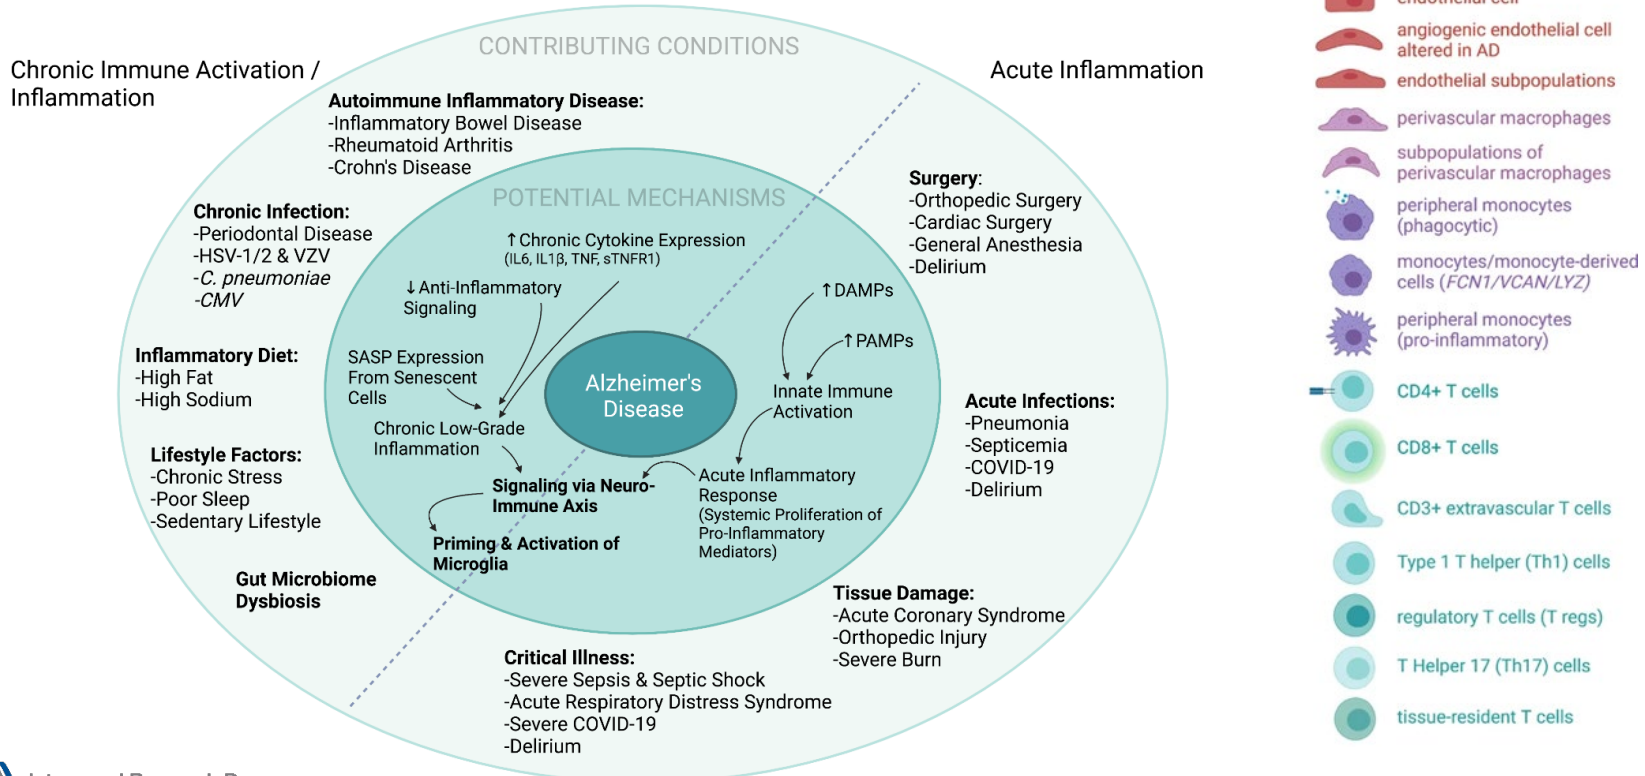 CONTRIBUTING CONDITIONS
Chronic Immune Activation /
Inflammation
Acute Inflammation
Autoimmune Inflammatory Disease:
-Inflammatory Bowel Disease
-Rheumatoid Arthritis
-Crohn's Disease
Chronic Infection:
-Periodontal Disease
-HSV-1/2 & VZV
-C. pneumoniae
-CMV
Inflammatory Diet:
-High Fat
-High Sodium
Lifestyle Factors:
-Chronic Stress
-Poor Sleep
-Sedentary Lifestyle
Gut Microbiome
Dysbiosis
POTENTIAL MECHANISMS
↑Chronic Cytokine Expression
(IL6, IL1β, TNF, sTNFR1)
↓Anti-Inflammatory
Signaling
SASP Expression
From Senescent
Cells
Chronic Low-Grade
Inflammation
Alzheimer's
Disease
↑DAMPs
↑PAMPs
Innate Immune
Activation
Acute Inflammatory
Response
(Systemic Proliferation of
Pro-Inflammatory
Mediators)
Signaling via Neuro-
Immune Axis
Priming & Activation of
Microglia
Surgery:
-Orthopedic Surgery
-Cardiac Surgery
-General Anesthesia
-Delirium
Acute Infections:
-Pneumonia
-Septicemia
-COVID-19
-Delirium
Tissue Damage:
-Acute Coronary Syndrome
-Orthopedic Injury
-Severe Burn
Critical Illness:
-Severe Sepsis & Septic Shock
-Acute Respiratory Distress Syndrome
-Severe COVID-19
-Delirium
endothelial cell
angiogenic endothelial cell
altered in AD
endothelial subpopulations
perivascular macrophages
subpopulations of
perivascular macrophages
peripheral monocytes
(phagocytic)
monocytes/monocyte-derived
cells (FCN1/VCAN/LYZ)
peripheral monocytes
(pro-inflammatory)
CD4+ T cells
CD8+ T cells
CD3+ extravascular T cells
Type 1 T helper (Th1) cells
regulatory T cells (T regs)
T Helper 17 (Th17) cells
tissue-resident T cells